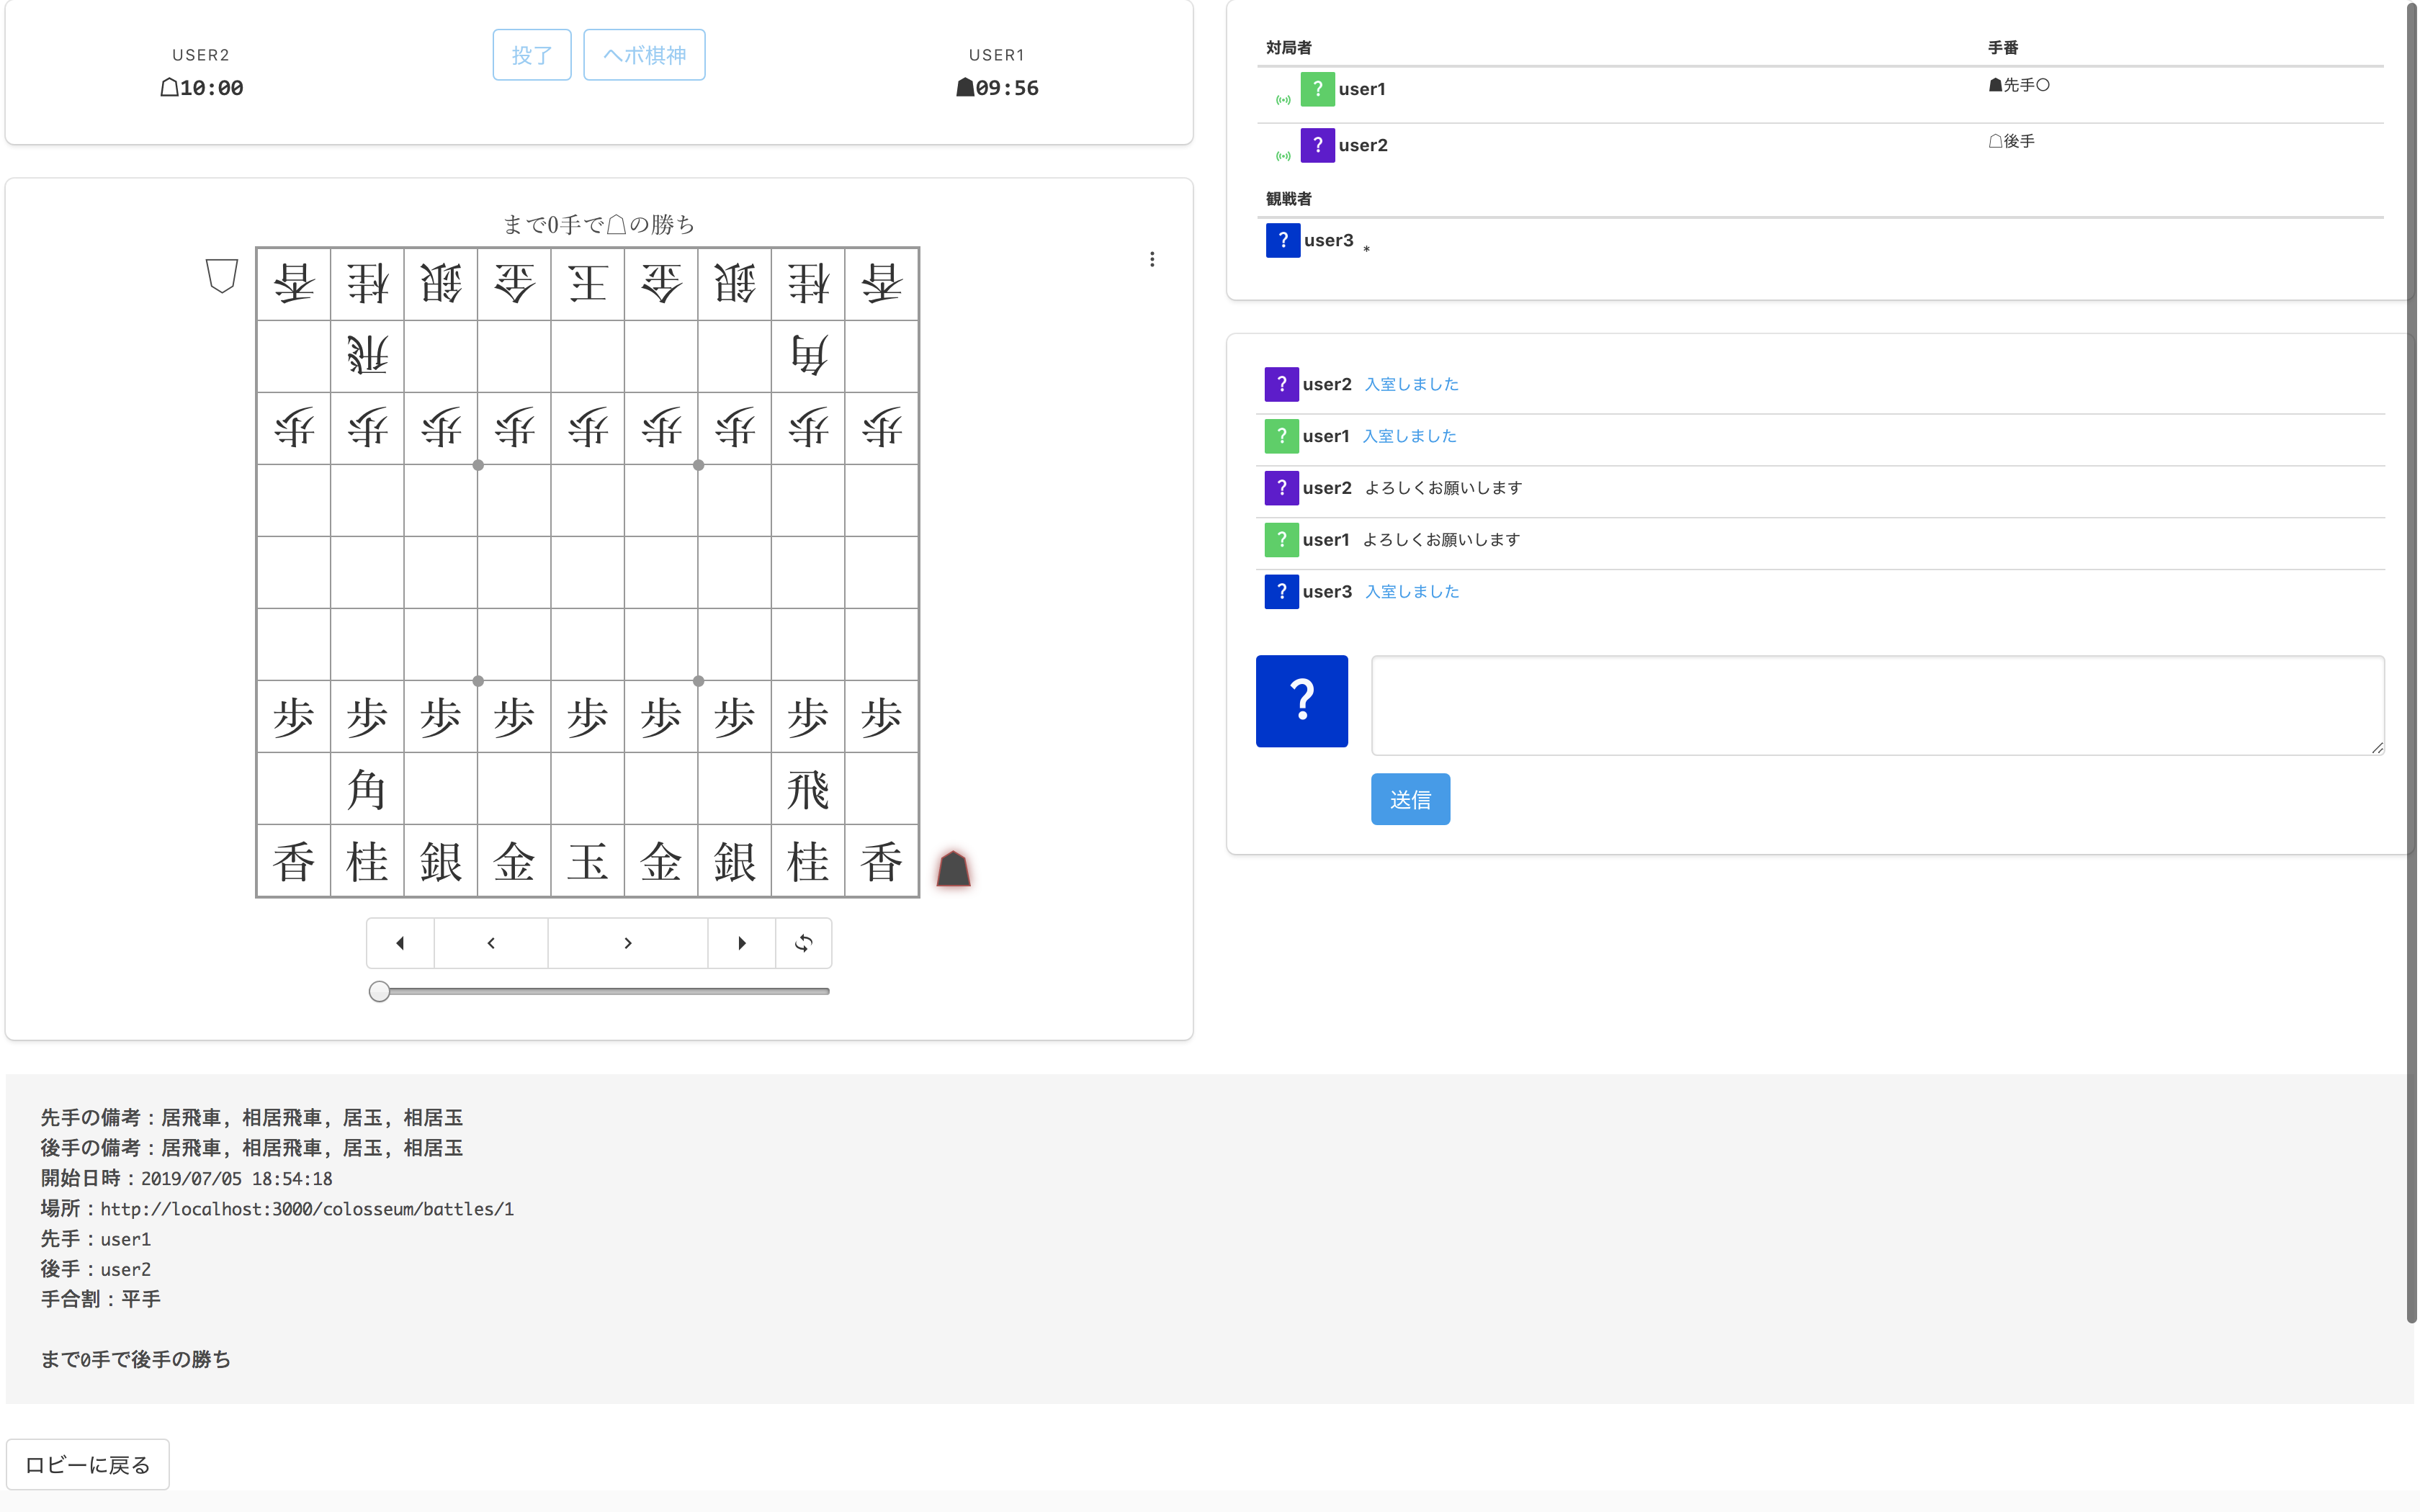 USER2
☖10:00
投了
ヘボ棋神
USER1
☗09:56
まで0手で☖の勝ち
香桂銀金王金銀桂香
飛角
歩歩歩歩歩歩歩歩歩
歩歩歩歩歩歩歩歩歩
角飛
香桂銀金玉金銀桂香
対局者 手番
? user1 ☗先手○
? user2 ☖後手
観戦者
? user3 *
? user2 入室しました
? user1 入室しました
? user2 よろしくお願いします
? user1 よろしくお願いします
? user3 入室しました
?
送信
先手の備考：居飛車, 相居飛車, 居玉, 相居玉
後手の備考：居飛車, 相居飛車, 居玉, 相居玉
開始日時：2019/07/05 18:54:18
場所：http://localhost:3000/colosseum/battles/1
先手：user1
後手：user2
手合割：平手
まで0手で後手の勝ち
ロビーに戻る